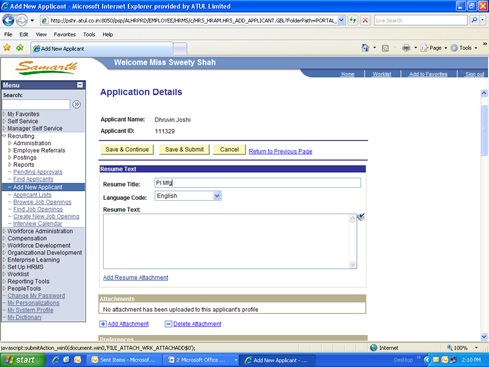 Add New Applicant - Microsoft Internet Explorer provided by ATUL Limited
http://pshr.atul.co.in:8050/psp/ALHRPRD/EMPLOYEE/HRMS/c/HRS_HRAM.HRS_ADD_APPLICANT.GBL?FolderPath=PORTAL_
Live Search
File Edit View Favorites Tools Help
Add New Applicant
Page Tools
Samarth
Welcome Miss Sweety Shah
Home Worklist Add to Favorites Sign out
Menu
Search:
My Favorites
Self Service
Manager Self Service
Recruiting
Administration
Employee Referrals
Postings
Reports
Pending Approvals
Find Applicants
Add New Applicant
Applicant Lists
Browse Job Openings
Find Job Openings
Create New Job Opening
Interview Calendar
Workforce Administration
Compensation
Workforce Development
Organizational Development
Enterprise Learning
Set Up HRMS
Worklist
Reporting Tools
PeopleTools
Change My Password
My Personalizations
My System Profile
My Dictionary
Application Details
Applicant Name: Dhruvin Joshi
Applicant ID: 111329
Save & Continue Save & Submit Cancel Return to Previous Page
Resume Text
Resume Title: PI Mfg
Language Code: English
Resume Text:
Add Resume Attachment
Attachments
No attachment has been uploaded to this applicant's profile
Add Attachment Delete Attachment
Preferences
javascript:submitAction_win0(document.win0,'FILE_ATTACH_WRK_ATTACHADD$0');
Internet 100%
start Sent Items - Microsof... 2 Microsoft Office ... Add New Applicant - ... Desktop 2:10 PM